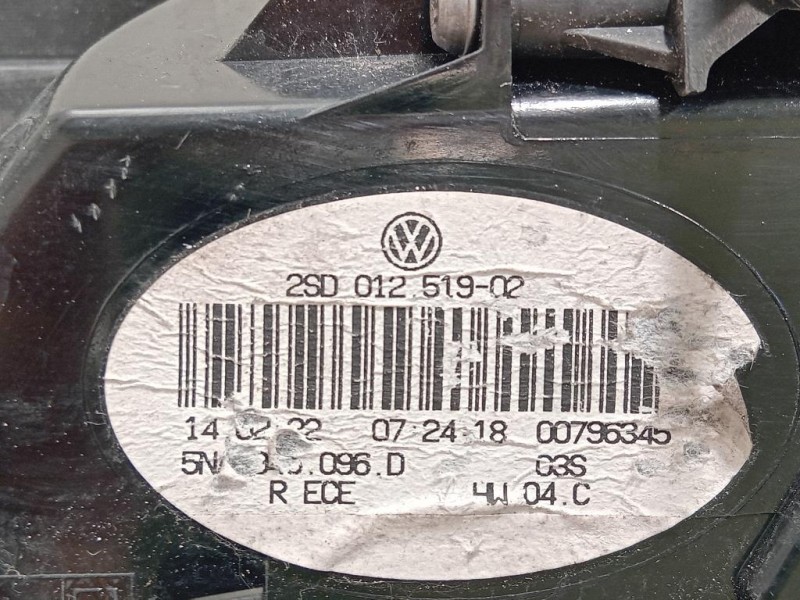 2SD 012.519-02
07:24:18 00796345
.096.D 03S
R ECE 4W 04.C